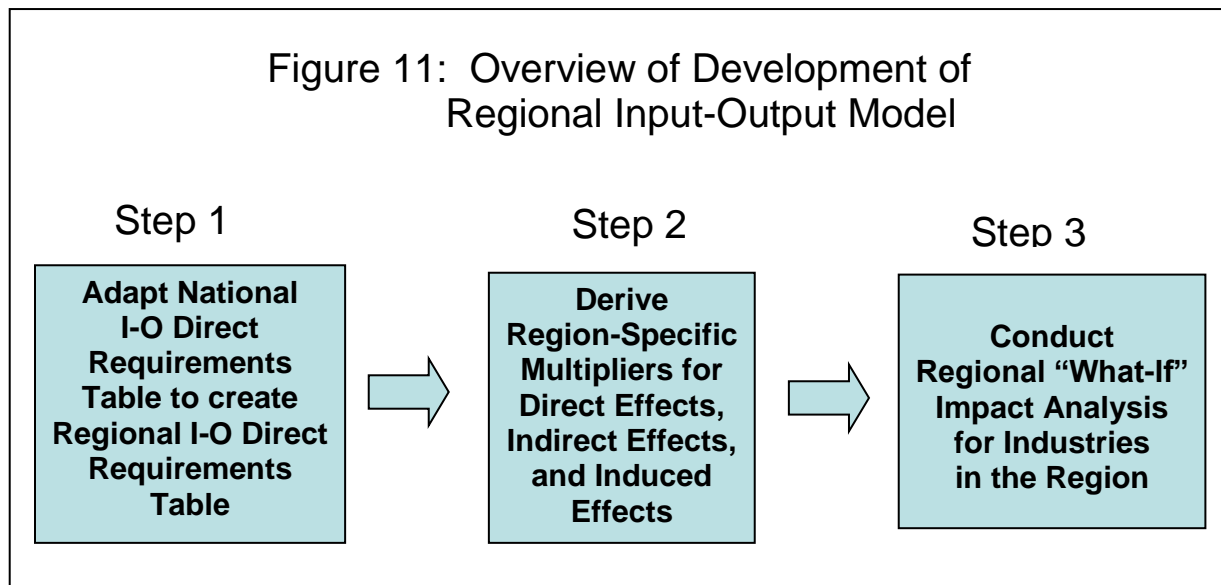 Figure 11: Overview of Development of
Regional Input-Output Model
Step 1
Adapt National
I-O Direct
Requirements
Table to create
Regional I-O Direct
Requirements
Table
Step 2
Derive
Region-Specific
Multipliers for
Direct Effects,
Indirect Effects,
and Induced
Effects
Step 3
Conduct
Regional “What-If”
Impact Analysis
for Industries
in the Region